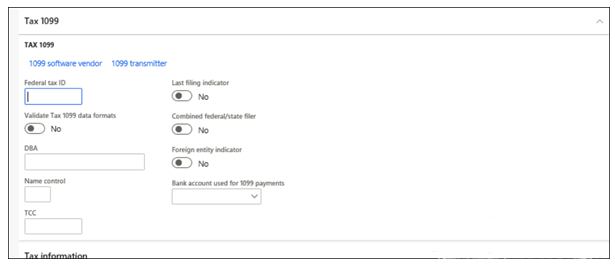 Tax 1099
TAX 1099
1099 software vendor 1099 transmitter
Federal tax ID
Last filing indicator
No
Validate Tax 1099 data formats
No
Combined federal/state filer
No
DBA
Foreign entity indicator
No
Name control
Bank account used for 1099 payments
TCC
Tax information